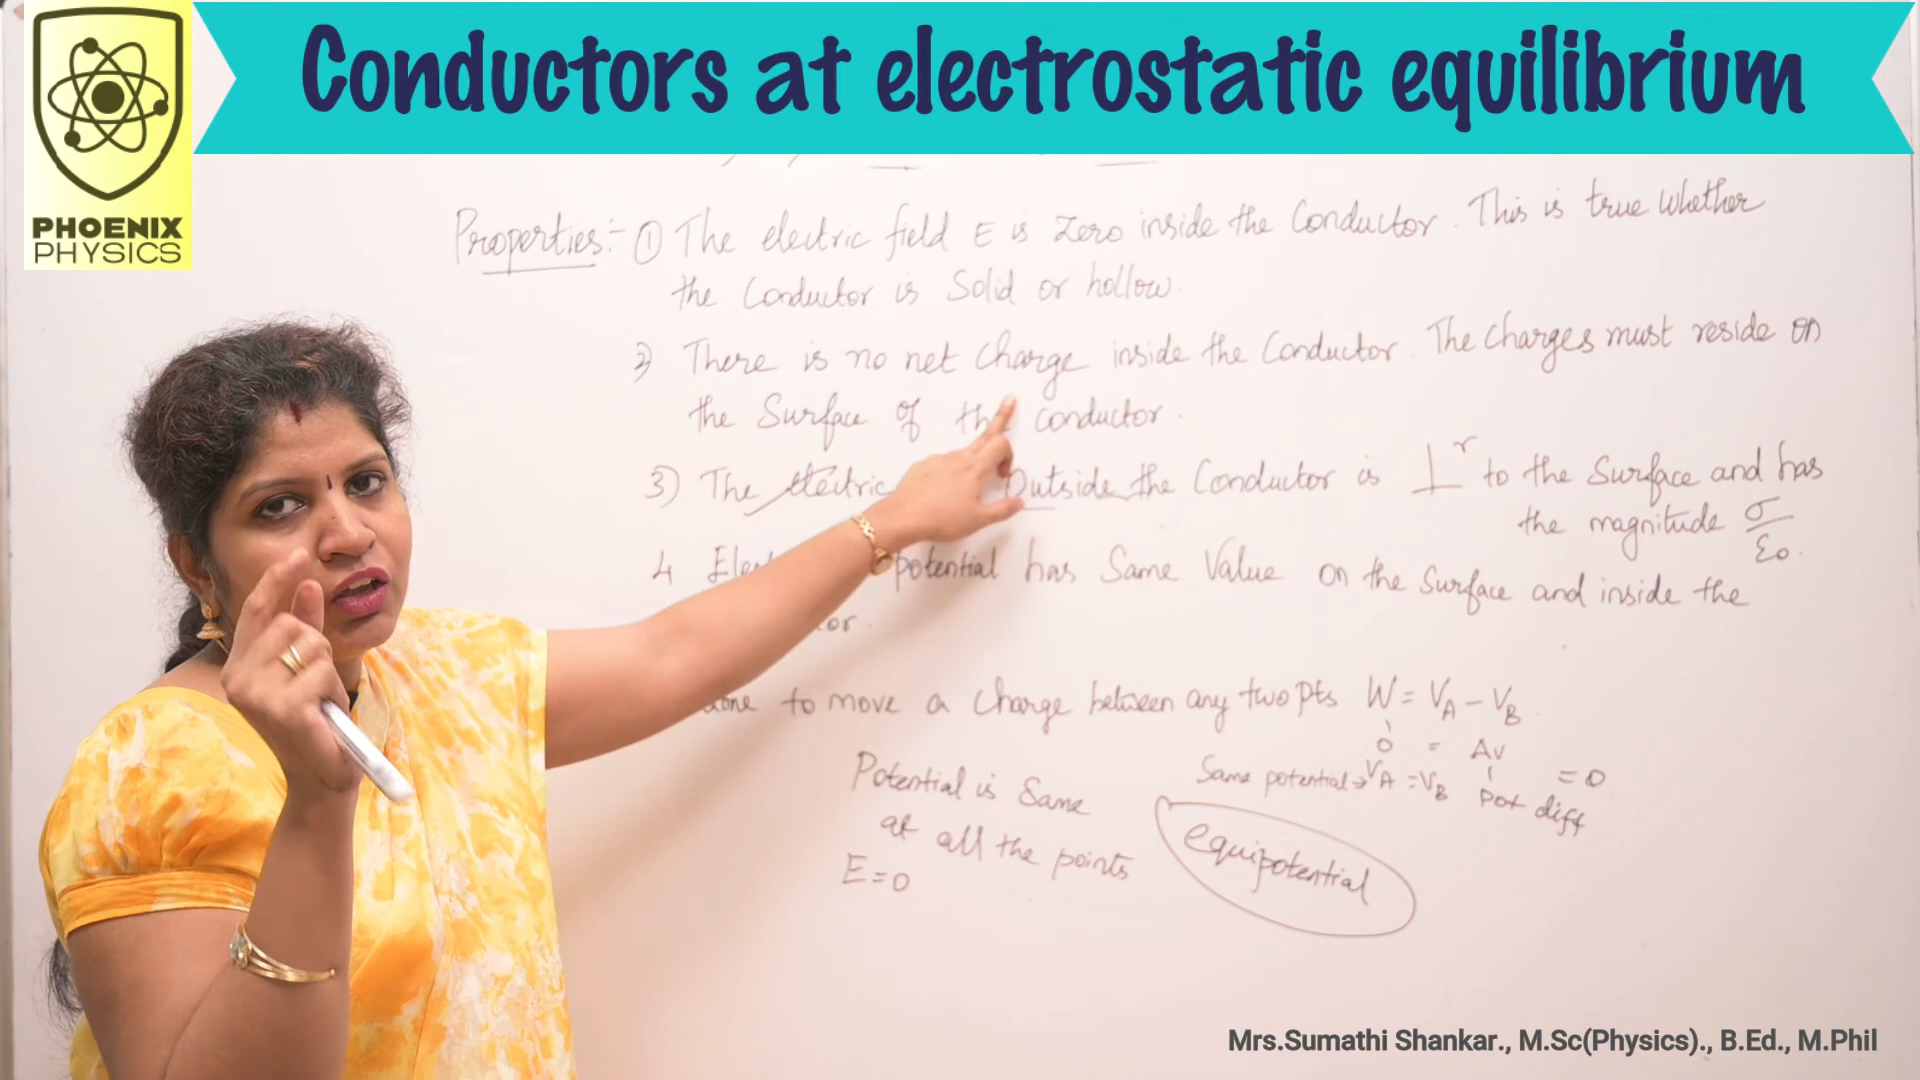 Conductors at electrostatic equilibrium
PHOENIX
PHYSICS
Properties:- ① The electric field E is zero inside the Conductor. This is true whether
the Conductor is Solid or hollow.
2) There is no net charge inside the Conductor. The charges must reside on
the Surface of the conductor.
3) The electric outside the Conductor is ⊥r to the Surface and has
the magnitude σ/ε0.
4 potential has Same Value on the Surface and inside the
to move a charge between any two pts W = VA - VB
0 = ΔV = 0
Same potential → VA = VB pot diff
Potential is Same
at all the points
E = 0
equipotential
Mrs.Sumathi Shankar., M.Sc(Physics)., B.Ed., M.Phil